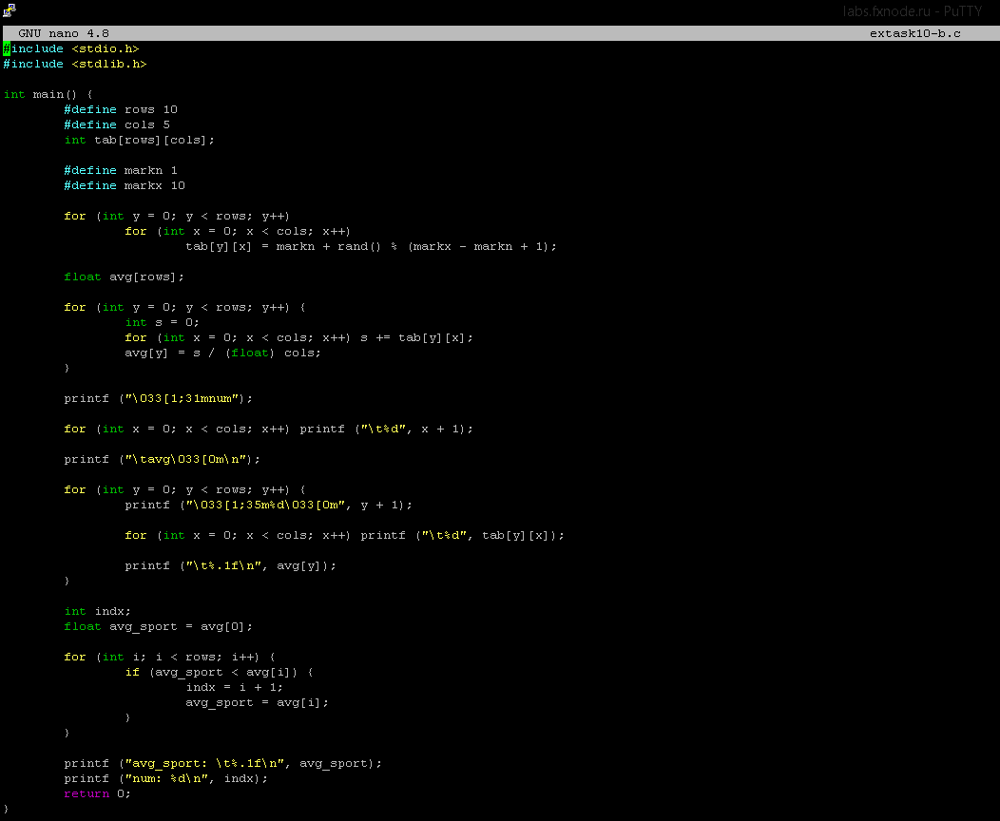 labs.fxnode.ru - PuTTY
GNU nano 4.8 extask10-b.c
#include <stdio.h>
#include <stdlib.h>

int main() {
        #define rows 10
        #define cols 5
        int tab[rows][cols];

        #define markn 1
        #define markx 10

        for (int y = 0; y < rows; y++)
                for (int x = 0; x < cols; x++)
                        tab[y][x] = markn + rand() % (markx - markn + 1);

        float avg[rows];

        for (int y = 0; y < rows; y++) {
                int s = 0;
                for (int x = 0; x < cols; x++) s += tab[y][x];
                avg[y] = s / (float) cols;
        }

        printf ("\033[1;31mnum");

        for (int x = 0; x < cols; x++) printf ("\t%d", x + 1);

        printf ("\tavg\033[0m\n");

        for (int y = 0; y < rows; y++) {
                printf ("\033[1;35m%d\033[0m", y + 1);

                for (int x = 0; x < cols; x++) printf ("\t%d", tab[y][x]);

                printf ("\t%.1f\n", avg[y]);
        }

        int indx;
        float avg_sport = avg[0];

        for (int i; i < rows; i++) {
                if (avg_sport < avg[i]) {
                        indx = i + 1;
                        avg_sport = avg[i];
                }
        }

        printf ("avg_sport: \t%.1f\n", avg_sport);
        printf ("num: %d\n", indx);
        return 0;
}